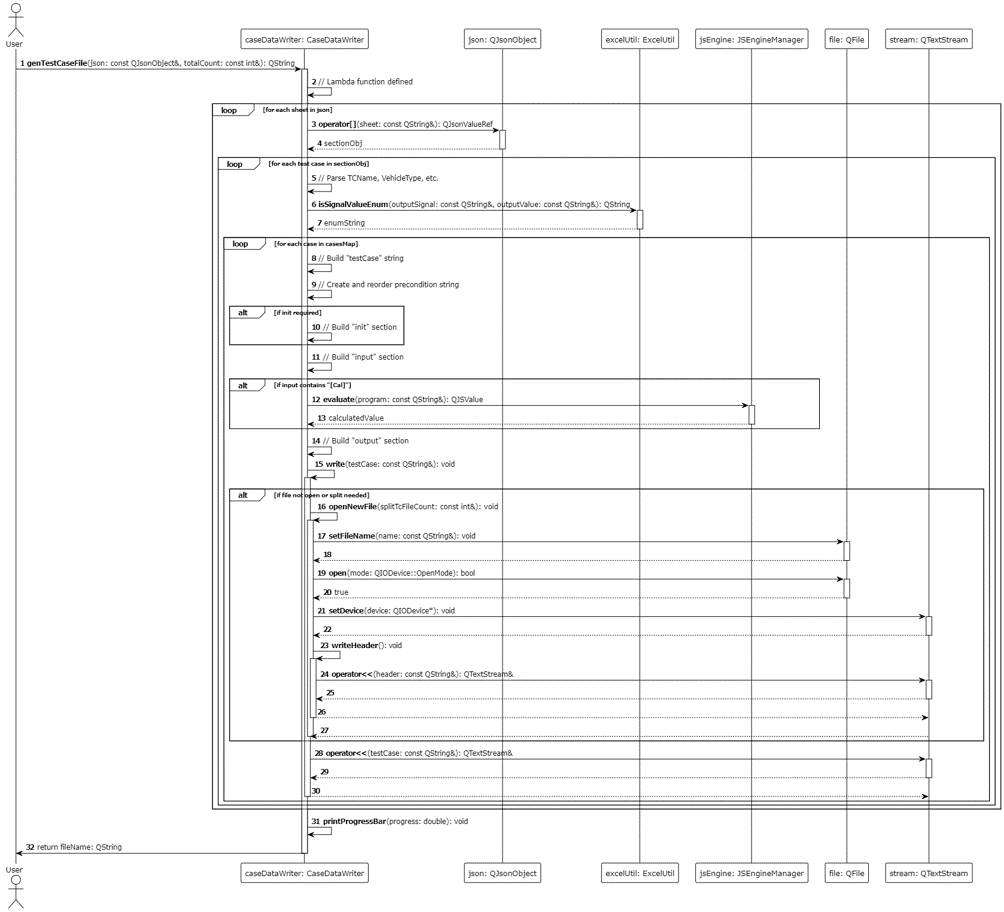 User
caseDataWriter: CaseDataWriter
json: QJsonObject
excelUtil: ExcelUtil
jsEngine: JSEngineManager
file: QFile
stream: QTextStream
1 genTestCaseFile(json: const QJsonObject&, totalCount: const int&): QString
2 // Lambda function defined
loop [for each sheet in json]
3 operator[](sheet: const QString&): QJsonValueRef
4 sectionObj
loop [for each test case in sectionObj]
5 // Parse TCName, VehicleType, etc.
6 isSignalValueEnum(outputSignal: const QString&, outputValue: const QString&): QString
7 enumString
loop [for each case in casesMap]
8 // Build "testCase" string
9 // Create and reorder precondition string
alt [if init required]
10 // Build "init" section
11 // Build "input" section
alt [if input contains "[Cal]"]
12 evaluate(program: const QString&): QJSValue
13 calculatedValue
14 // Build "output" section
15 write(testCase: const QString&): void
alt [if file not open or split needed]
16 openNewFile(splitTcFileCount: const int&): void
17 setFileName(name: const QString&): void
18
19 open(mode: QIODevice::OpenMode): bool
20 true
21 setDevice(device: QIODevice*): void
22
23 writeHeader(): void
24 operator<<(header: const QString&): QTextStream&
25
26
27
28 operator<<(testCase: const QString&): QTextStream&
29
30
31 printProgressBar(progress: double): void
32 return fileName: QString
User
caseDataWriter: CaseDataWriter
json: QJsonObject
excelUtil: ExcelUtil
jsEngine: JSEngineManager
file: QFile
stream: QTextStream